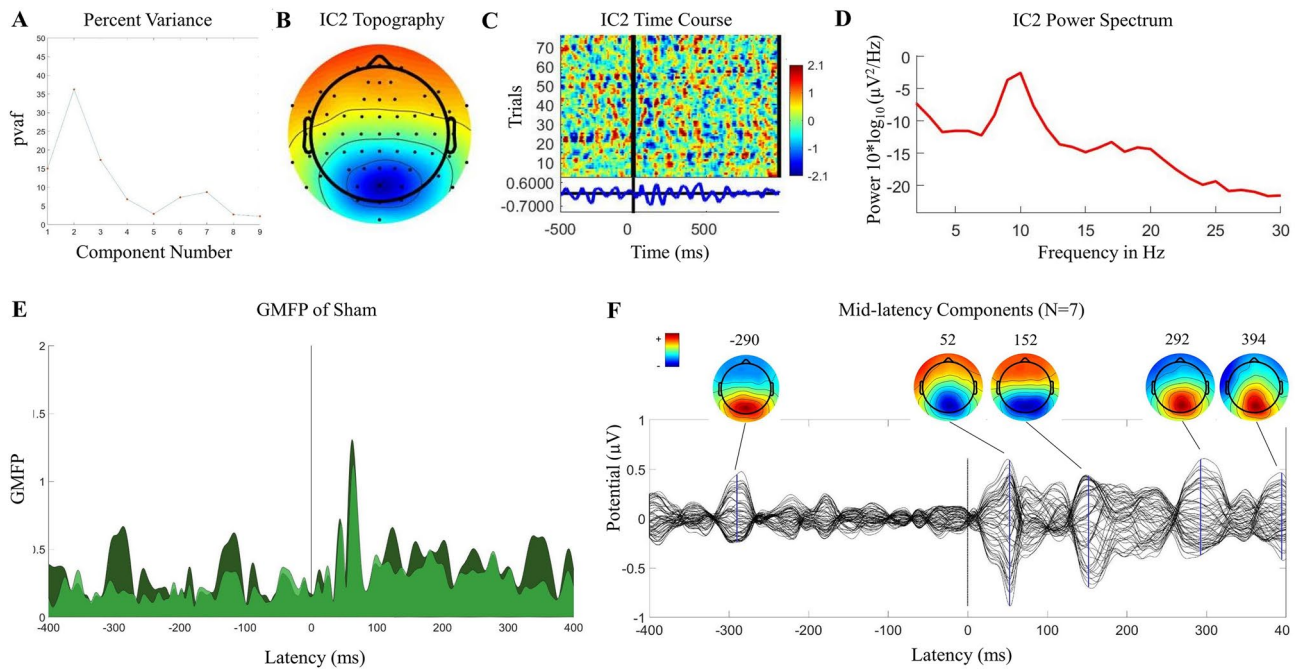 A
Percent Variance
pvaf
50
45
40
35
30
25
20
15
10
5
0
1 2 3 4 5 6 7 8 9
Component Number
B
IC2 Topography
C
IC2 Time Course
Trials
70
60
50
40
30
20
10
2.1
1
0
-1
-2.1
0.6000
-0.7000
-500 0 500
Time (ms)
D
IC2 Power Spectrum
Power 10*log10 (μV2/Hz)
0
-5
-10
-15
-20
5 10 15 20 25 30
Frequency in Hz
E
GMFP of Sham
GMFP
2
1.5
1
.5
0
-400 -300 -200 -100 0 100 200 300 400
Latency (ms)
F
Mid-latency Components (N=7)
+
-
-290 52 152 292 394
Potential (μV)
1
0.5
0
-0.5
-1
-400 -300 -200 -100 0 100 200 300 40
Latency (ms)